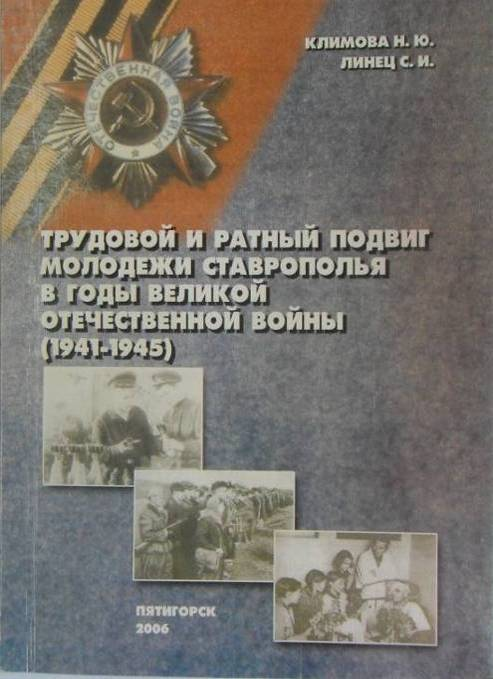 КЛИМОВА Н. Ю.
ЛИНЕЦ С. И.
ОТЕЧЕСТВЕННАЯ ВОЙНА
ТРУДОВОЙ И РАТНЫЙ ПОДВИГ
МОЛОДЕЖИ СТАВРОПОЛЬЯ
В ГОДЫ ВЕЛИКОЙ
ОТЕЧЕСТВЕННОЙ ВОЙНЫ
(1941-1945)
ПЯТИГОРСК
2006